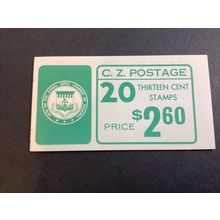 C. Z. POSTAGE
20 THIRTEEN CENT
STAMPS
PRICE $2.60